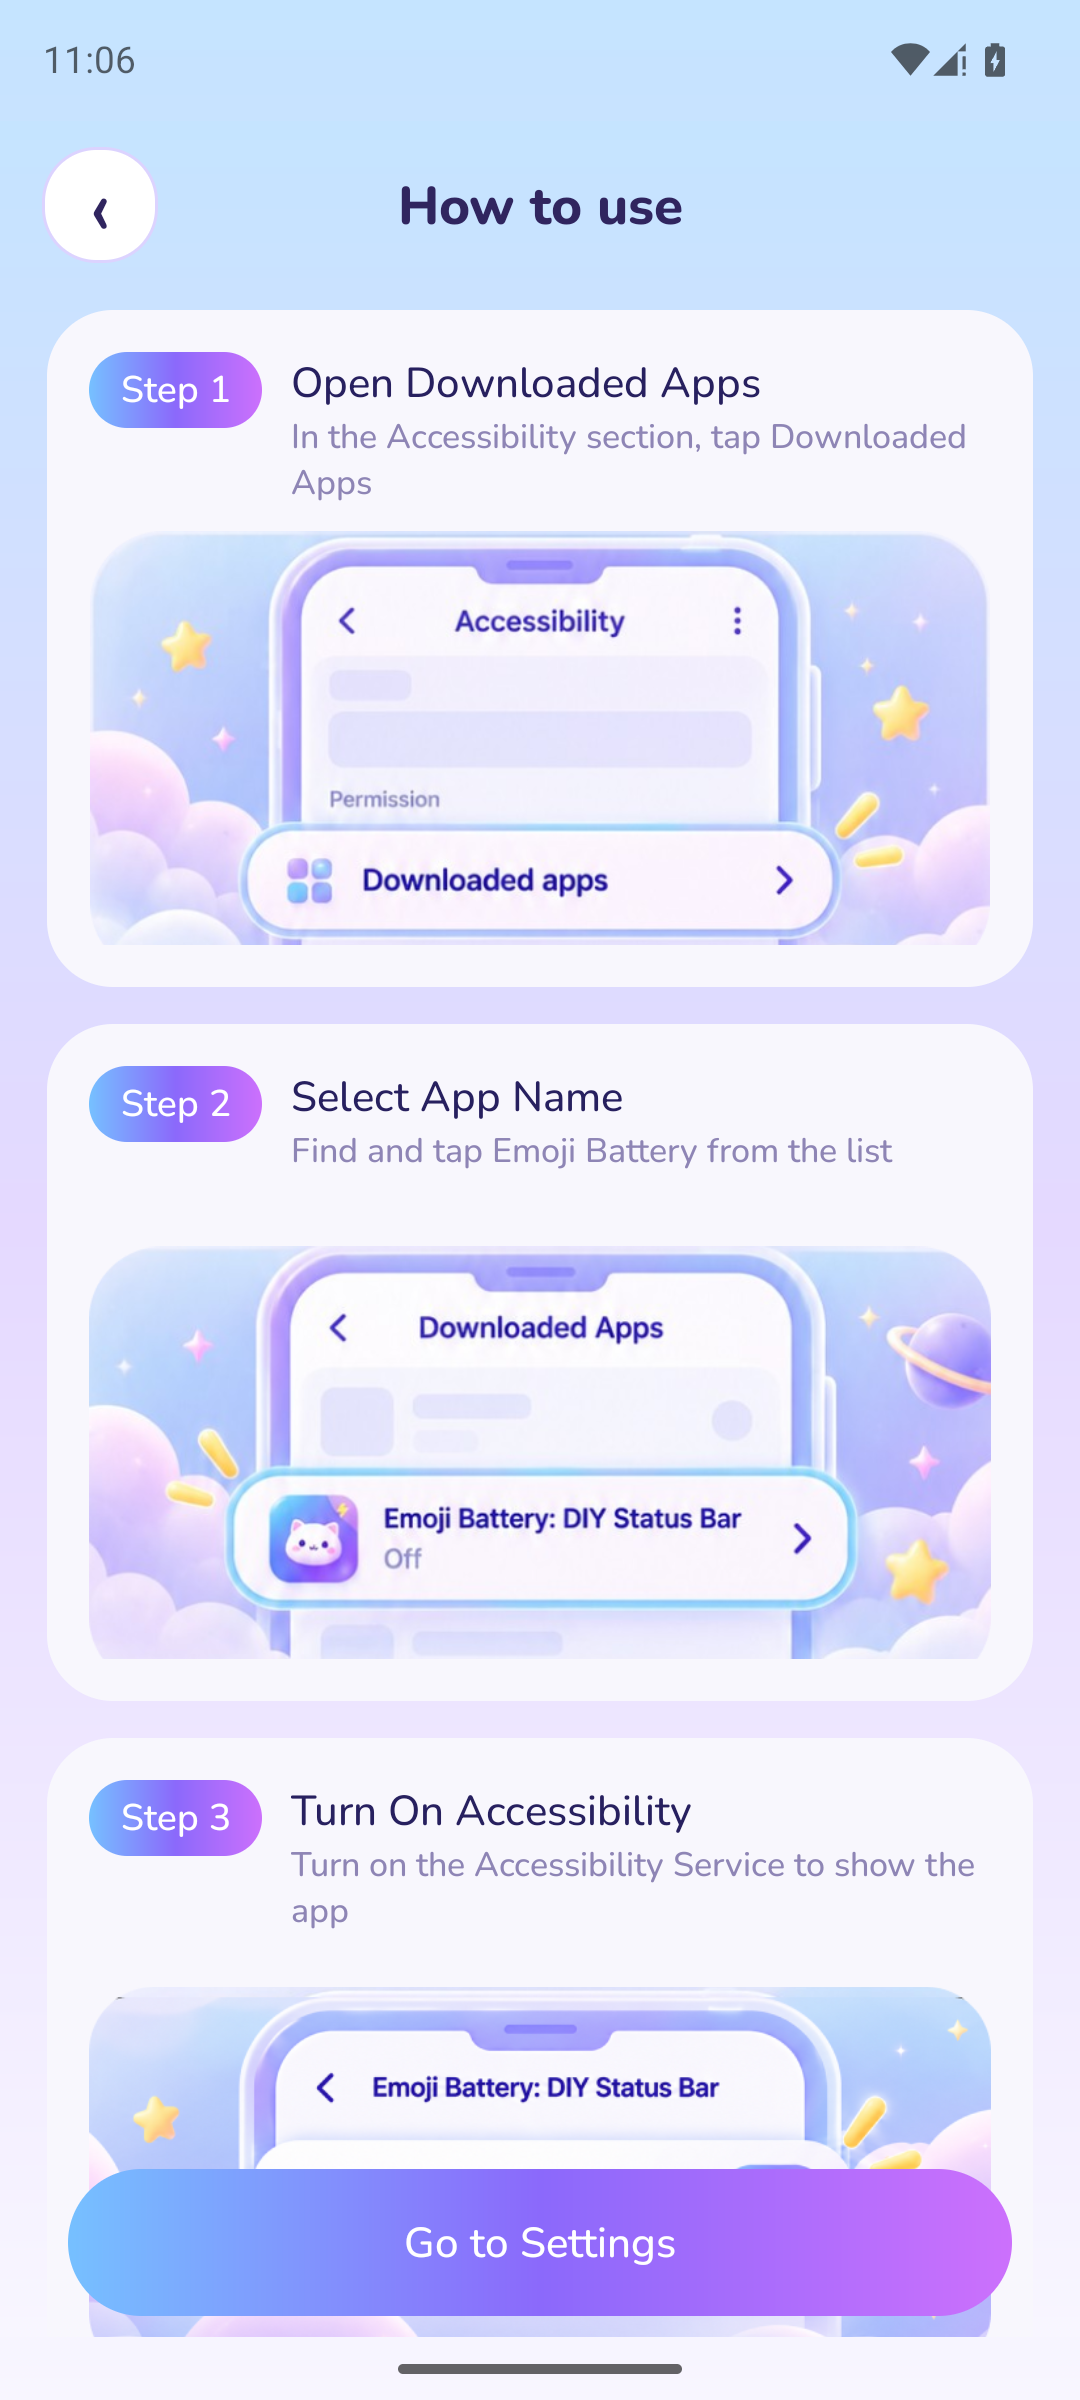 11:06
How to use
Step 1
Open Downloaded Apps
In the Accessibility section, tap Downloaded
Apps
Accessibility
Permission
Downloaded apps
Step 2
Select App Name
Find and tap Emoji Battery from the list
Downloaded Apps
Emoji Battery: DIY Status Bar
Off
Step 3
Turn On Accessibility
Turn on the Accessibility Service to show the
app
Emoji Battery: DIY Status Bar
Go to Settings